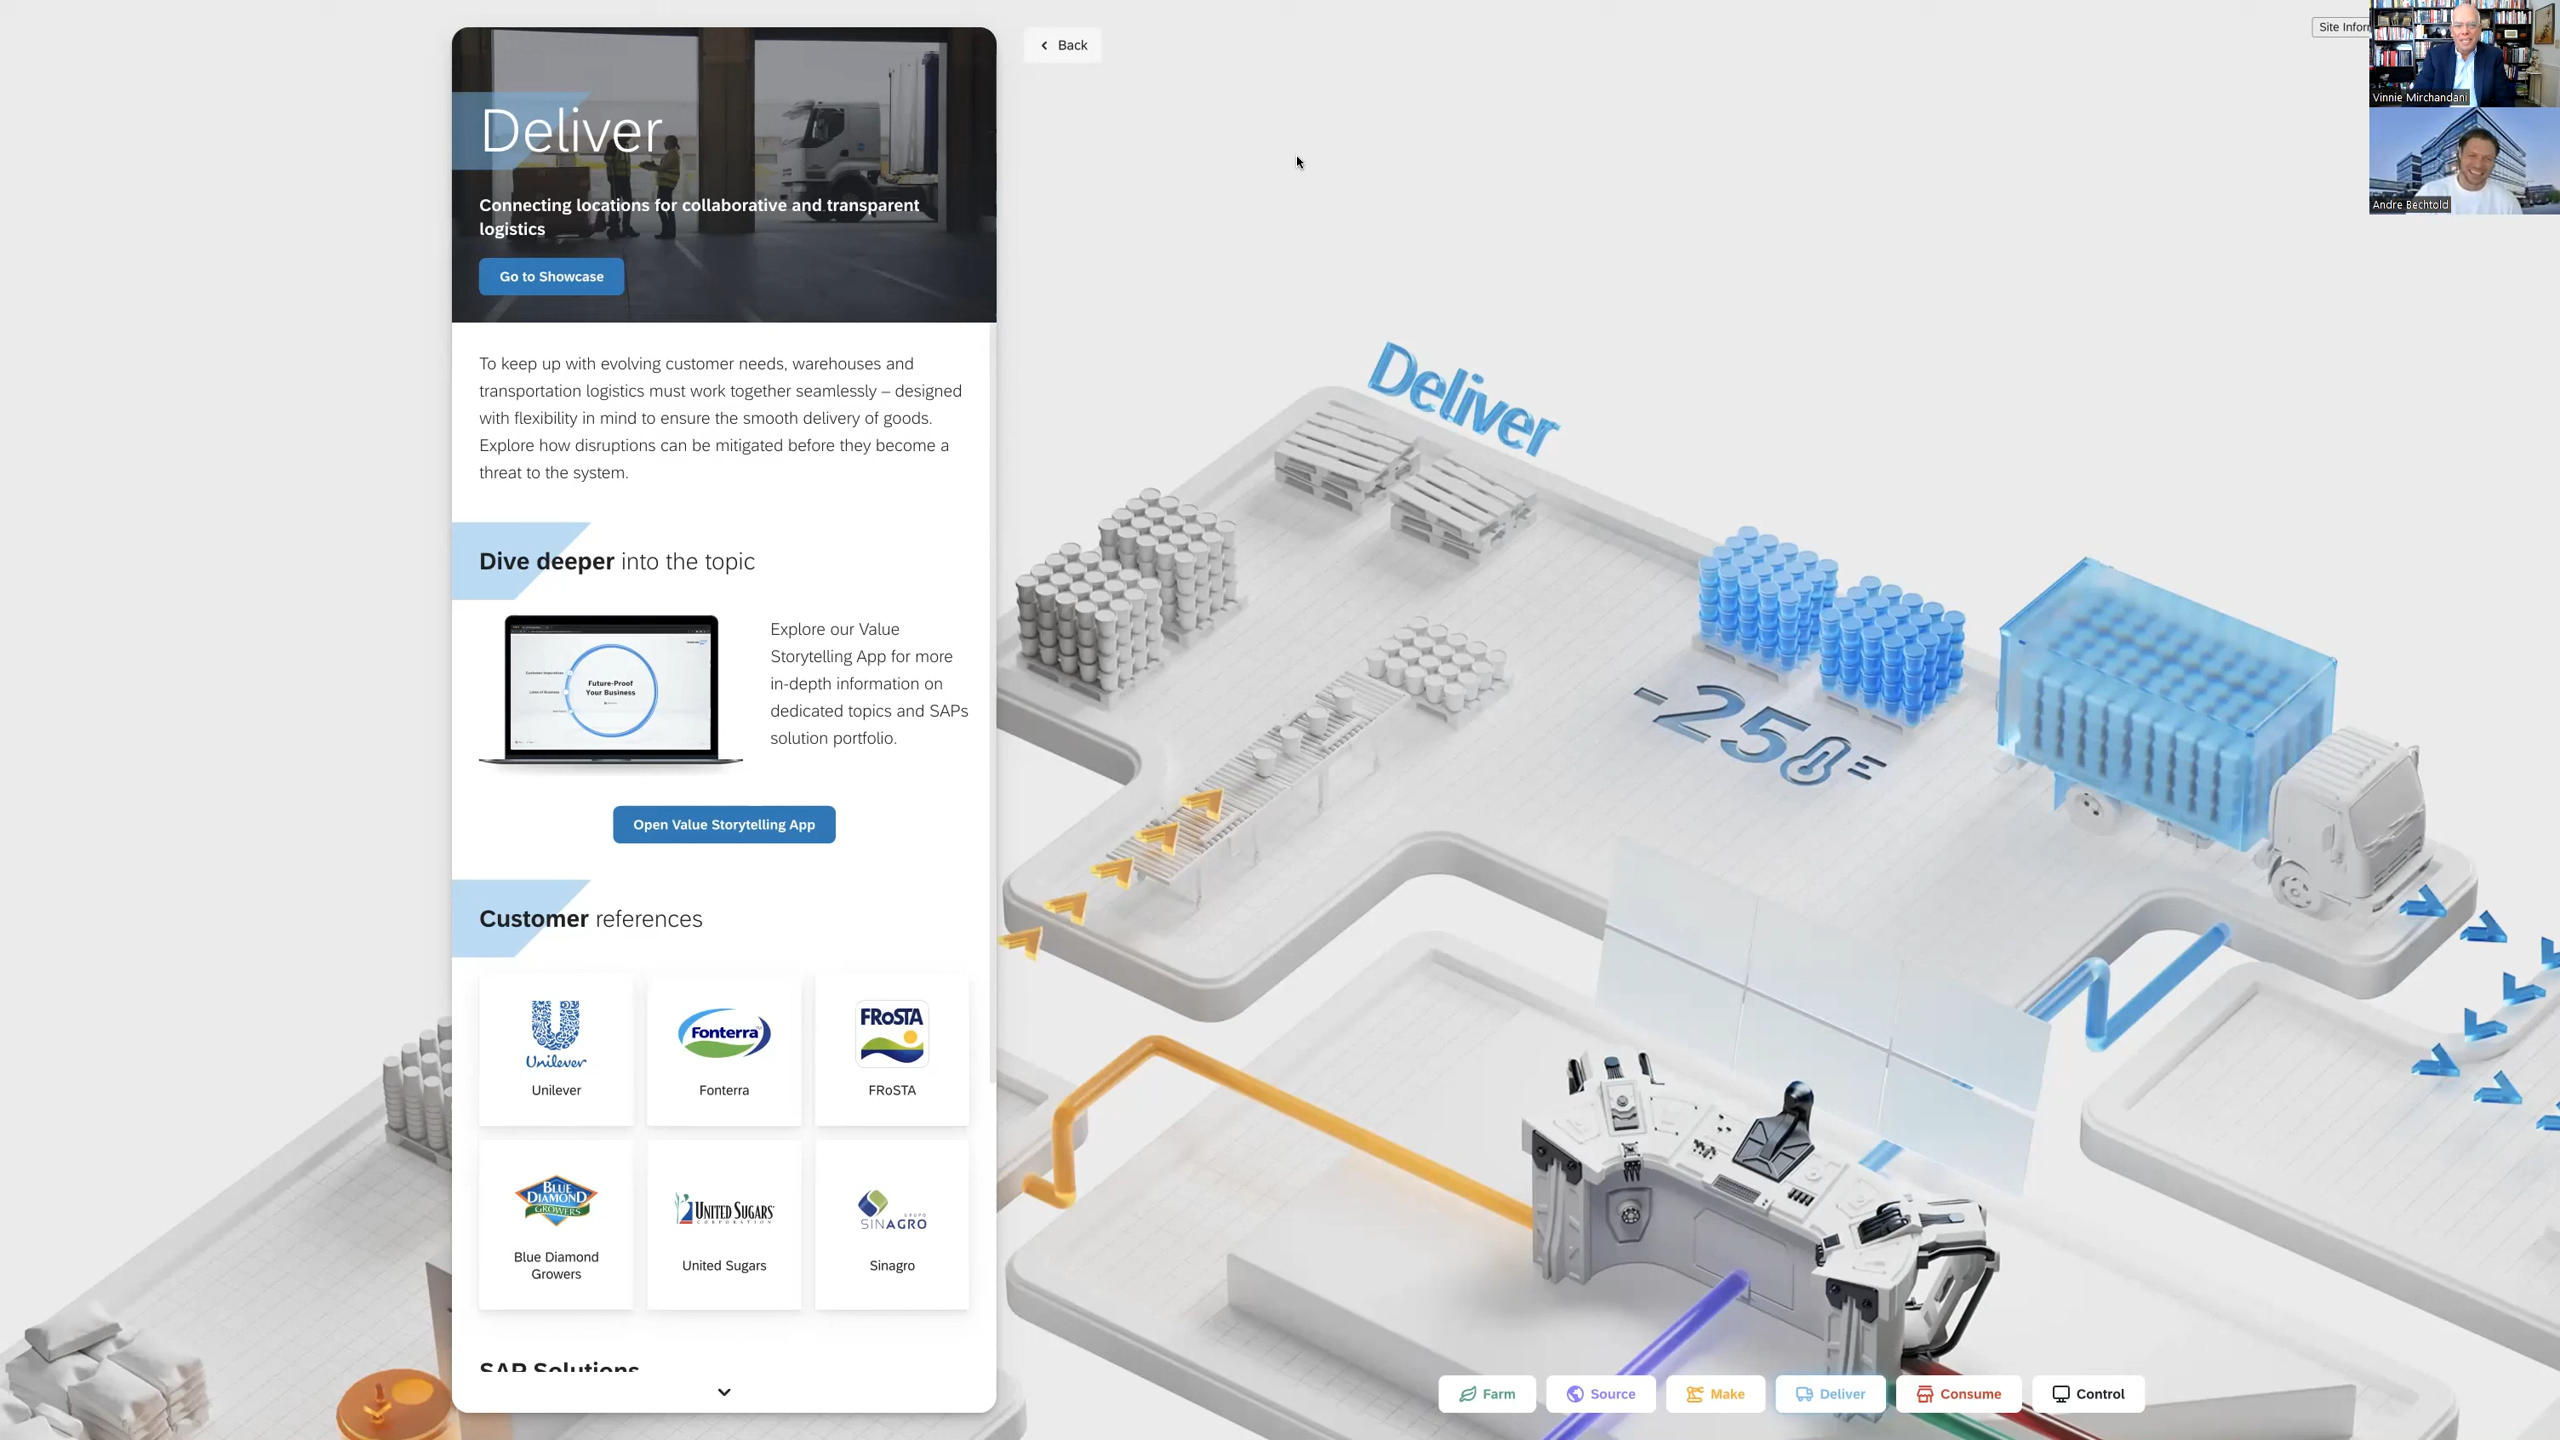 Back
Site Infor
Vinnie Mirchandani
Andre Bechtold
Deliver
Connecting locations for collaborative and transparent
logistics
Go to Showcase
To keep up with evolving customer needs, warehouses and
transportation logistics must work together seamlessly – designed
with flexibility in mind to ensure the smooth delivery of goods.
Explore how disruptions can be mitigated before they become a
threat to the system.
Dive deeper into the topic
Future-Proof
Your Business
Explore our Value
Storytelling App for more
in-depth information on
dedicated topics and SAPs
solution portfolio.
Open Value Storytelling App
Customer references
Unilever
Unilever
Fonterra
Fonterra
FRoSTA
FRoSTA
BLUE
DIAMOND
GROWERS
Blue Diamond
Growers
UNITED SUGARS
CORPORATION
United Sugars
GRUPO
SINAGRO
Sinagro
SAP Solutions
Deliver
-25
Farm
Source
Make
Deliver
Consume
Control